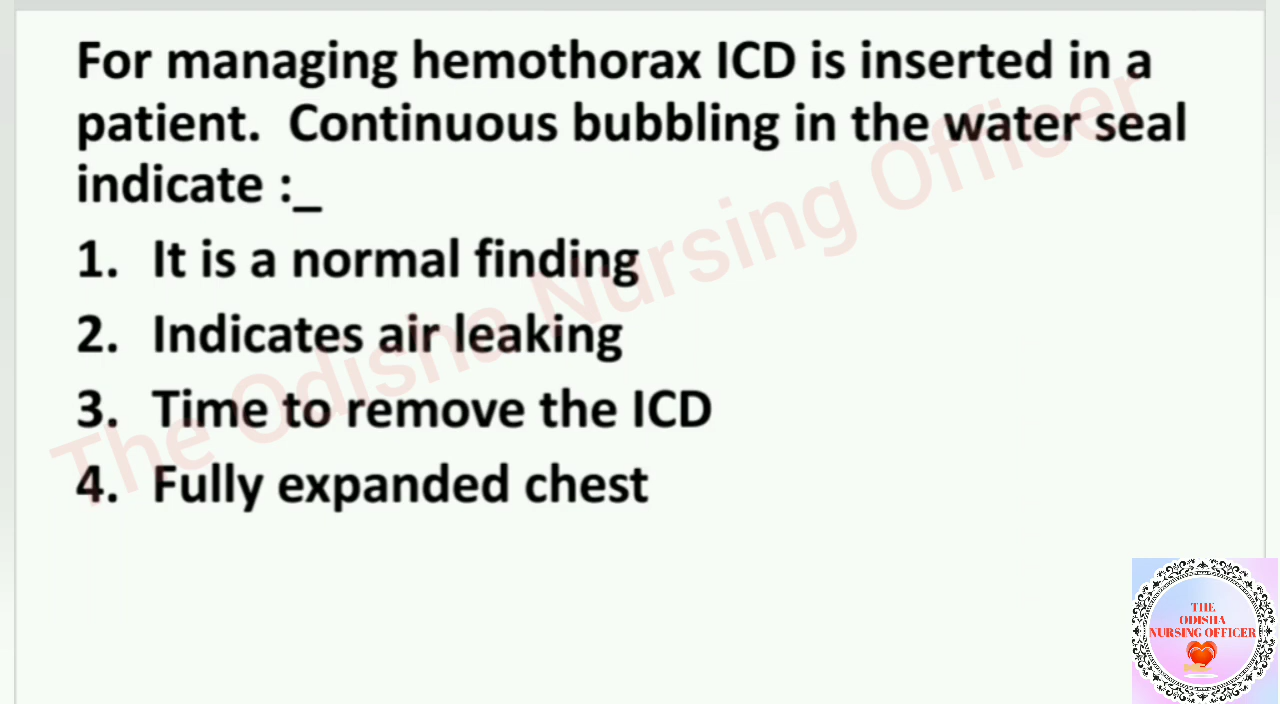 For managing hemothorax ICD is inserted in a
patient.  Continuous bubbling in the water seal
indicate :_
1. It is a normal finding
2. Indicates air leaking
3. Time to remove the ICD
4. Fully expanded chest
The Odisha Nursing Officer
THE
ODISHA
NURSING OFFICER